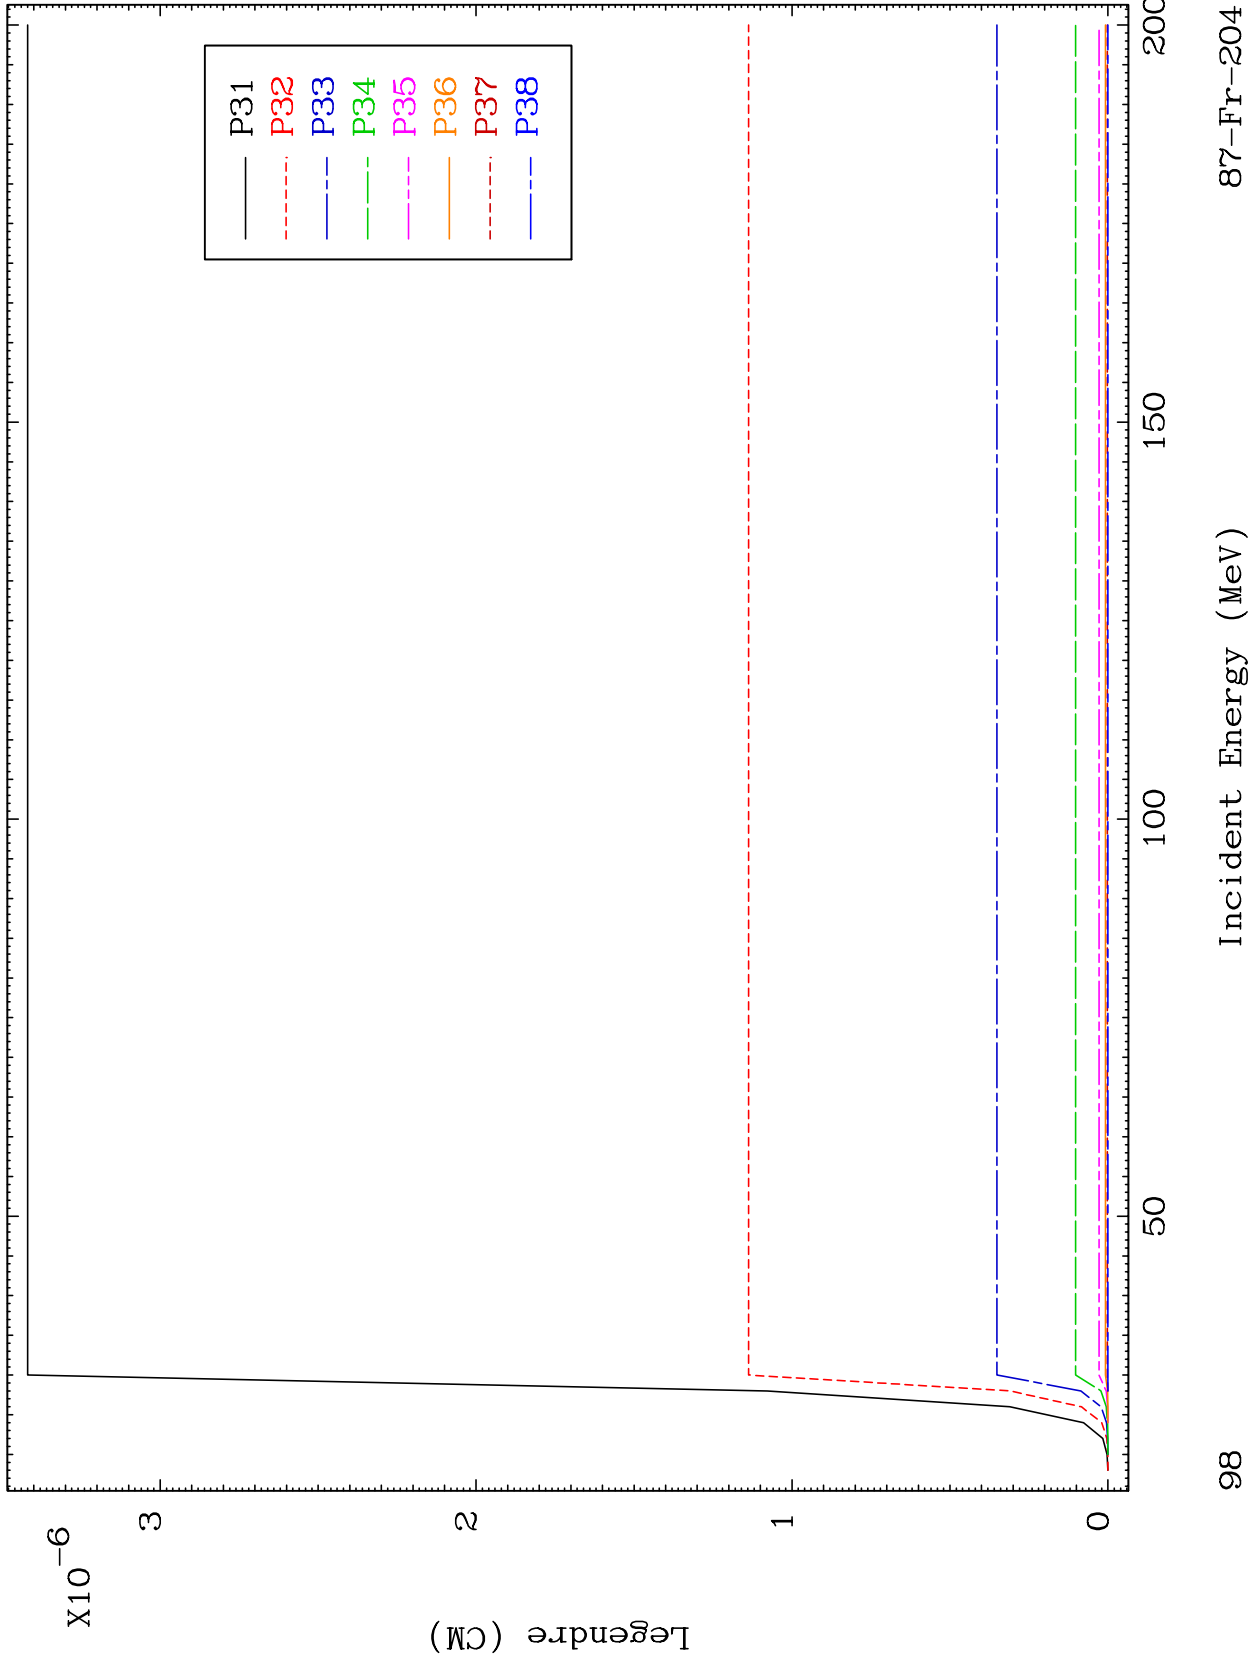 X10-6
Legendre (CM)
3
2
1
0
P31
P32
P33
P34
P35
P36
P37
P38
50
100
150
200
Incident Energy (MeV)
98
87-Fr-204